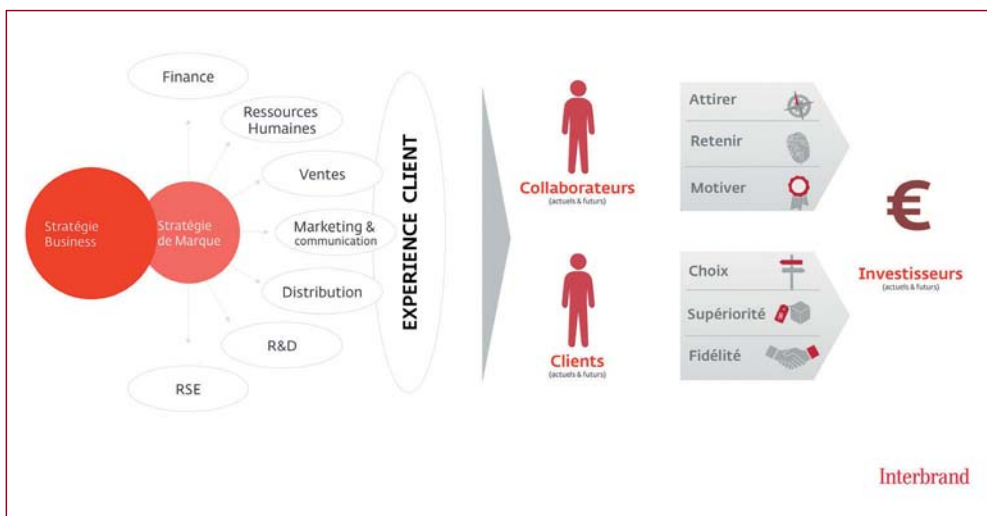 Finance
Ressources
Humaines
Ventes
Stratégie
Business
Stratégie
de Marque
Marketing &
communication
Distribution
R&D
RSE
EXPERIENCE CLIENT
Collaborateurs
(actuels & futurs)
Clients
(actuels & futurs)
Attirer
Retenir
Motiver
Choix
Supériorité
Fidélité
€
Investisseurs
(actuels & futurs)
Interbrand